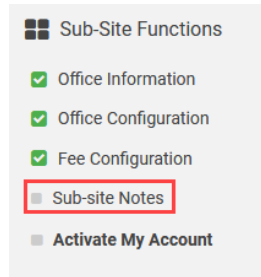 Sub-Site Functions
Office Information
Office Configuration
Fee Configuration
Sub-site Notes
Activate My Account